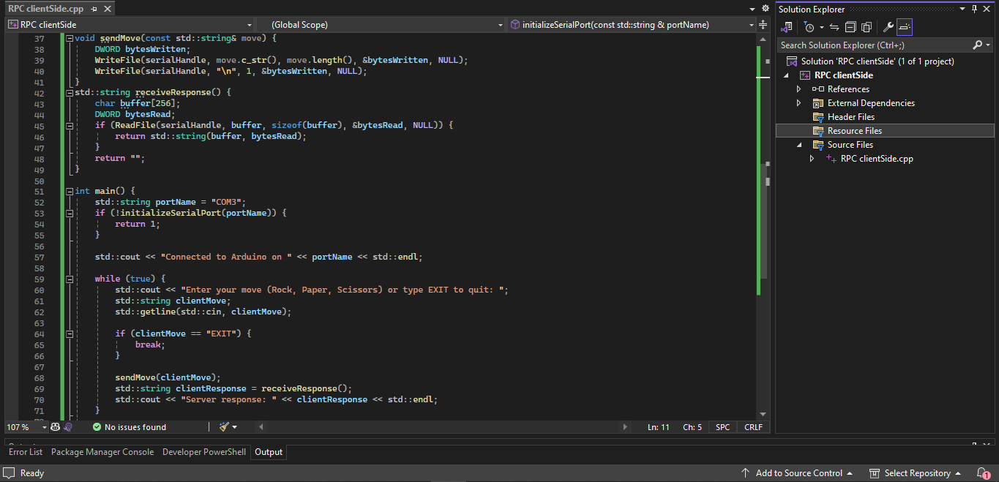 RPC clientSide.cpp
RPC clientSide (Global Scope) initializeSerialPort(const std::string & portName)
37 void sendMove(const std::string& move) {
38 DWORD bytesWritten;
39 WriteFile(serialHandle, move.c_str(), move.length(), &bytesWritten, NULL);
40 WriteFile(serialHandle, "\n", 1, &bytesWritten, NULL);
41 }
42 std::string receiveResponse() {
43 char buffer[256];
44 DWORD bytesRead;
45 if (ReadFile(serialHandle, buffer, sizeof(buffer), &bytesRead, NULL)) {
46 return std::string(buffer, bytesRead);
47 }
48 return "";
49 }
50
51 int main() {
52 std::string portName = "COM3";
53 if (!initializeSerialPort(portName)) {
54 return 1;
55 }
56
57 std::cout << "Connected to Arduino on " << portName << std::endl;
58
59 while (true) {
60 std::cout << "Enter your move (Rock, Paper, Scissors) or type EXIT to quit: ";
61 std::string clientMove;
62 std::getline(std::cin, clientMove);
63
64 if (clientMove == "EXIT") {
65 break;
66 }
67
68 sendMove(clientMove);
69 std::string clientResponse = receiveResponse();
70 std::cout << "Server response: " << clientResponse << std::endl;
71 }
107 % No issues found Ln: 11 Ch: 5 SPC CRLF
Solution Explorer
Search Solution Explorer (Ctrl+;)
Solution 'RPC clientSide' (1 of 1 project)
RPC clientSide
References
External Dependencies
Header Files
Resource Files
Source Files
RPC clientSide.cpp
Error List Package Manager Console Developer PowerShell Output
Ready Add to Source Control Select Repository 1